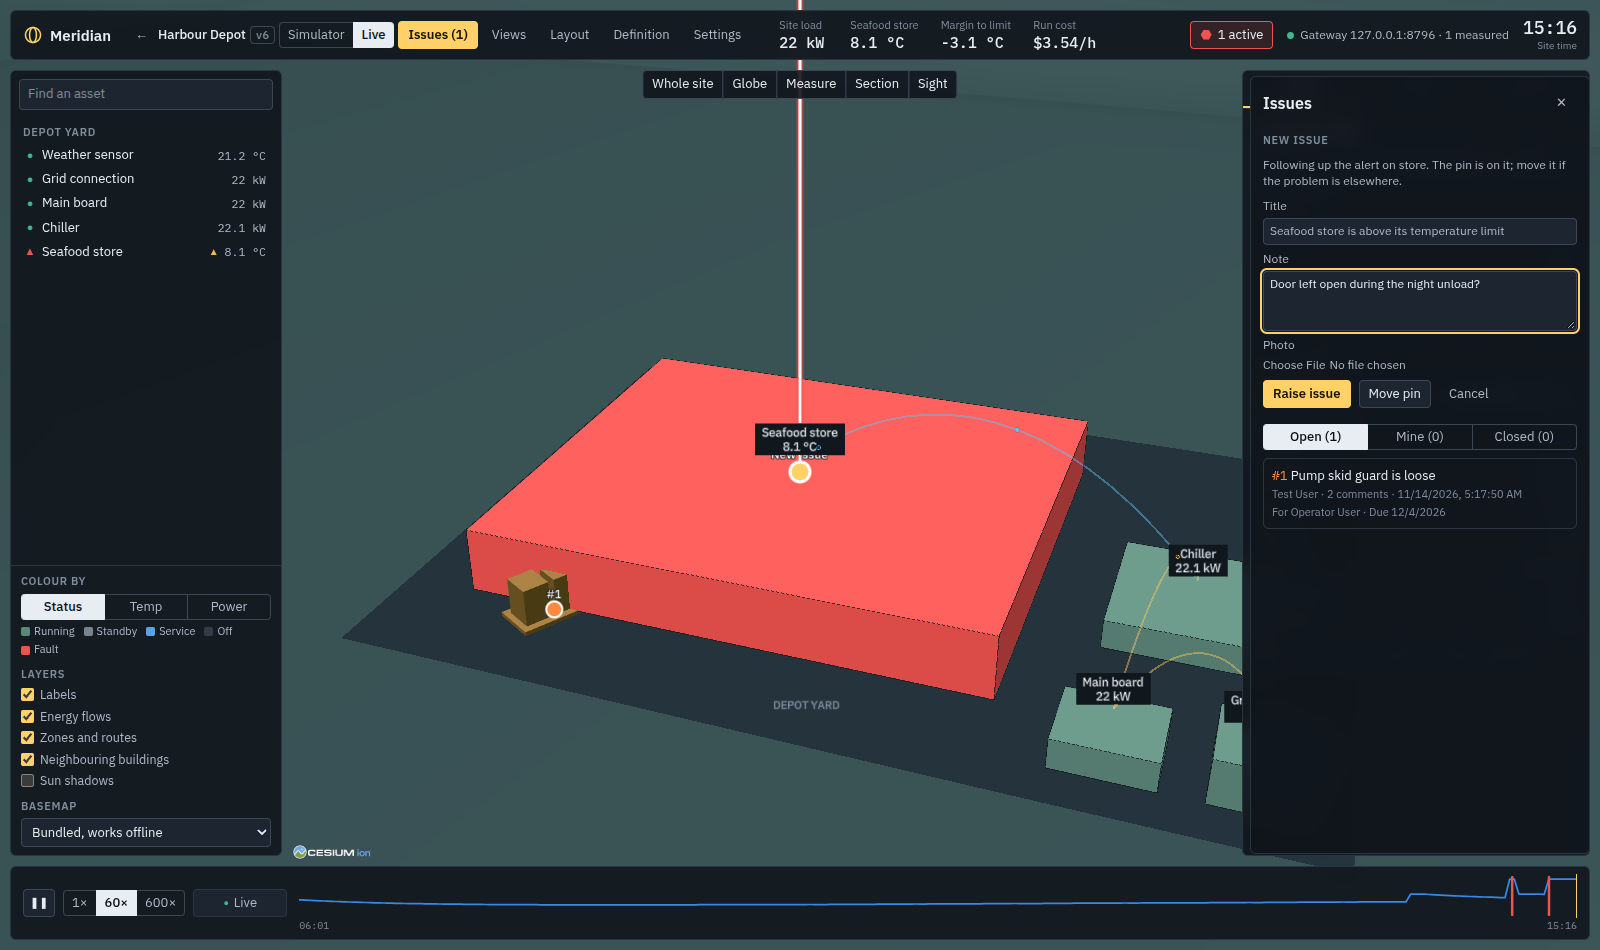 Meridian
← Harbour Depot v6
Simulator Live
Issues (1)
Views
Layout
Definition
Settings
Site load
22 kW
Seafood store
8.1 °C
Margin to limit
-3.1 °C
Run cost
$3.54/h
1 active
Gateway 127.0.0.1:8796 · 1 measured
15:16
Site time
Find an asset
DEPOT YARD
Weather sensor 21.2 °C
Grid connection 22 kW
Main board 22 kW
Chiller 22.1 kW
Seafood store 8.1 °C
COLOUR BY
Status Temp Power
Running Standby Service Off
Fault
LAYERS
Labels
Energy flows
Zones and routes
Neighbouring buildings
Sun shadows
BASEMAP
Bundled, works offline
Whole site Globe Measure Section Sight
Seafood store
8.1 °C
New issue
#1
Chiller
22.1 kW
Main board
22 kW
Gr
DEPOT YARD
CESIUM ion
Issues
×
NEW ISSUE
Following up the alert on store. The pin is on it; move it if
the problem is elsewhere.
Title
Seafood store is above its temperature limit
Note
Door left open during the night unload?
Photo
Choose File No file chosen
Raise issue Move pin Cancel
Open (1) Mine (0) Closed (0)
#1 Pump skid guard is loose
Test User · 2 comments · 11/14/2026, 5:17:50 AM
For Operator User · Due 12/4/2026
1× 60× 600×
Live
06:01
15:16